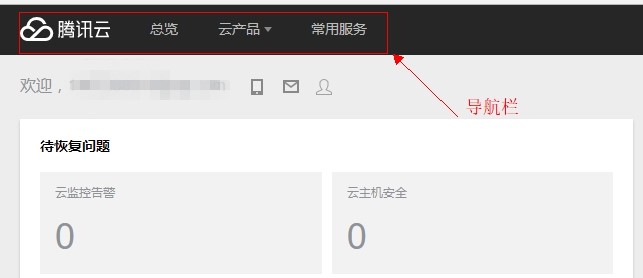 腾讯云 总览 云产品 常用服务
欢迎，
导航栏
待恢复问题
云监控告警 云主机安全
0 0